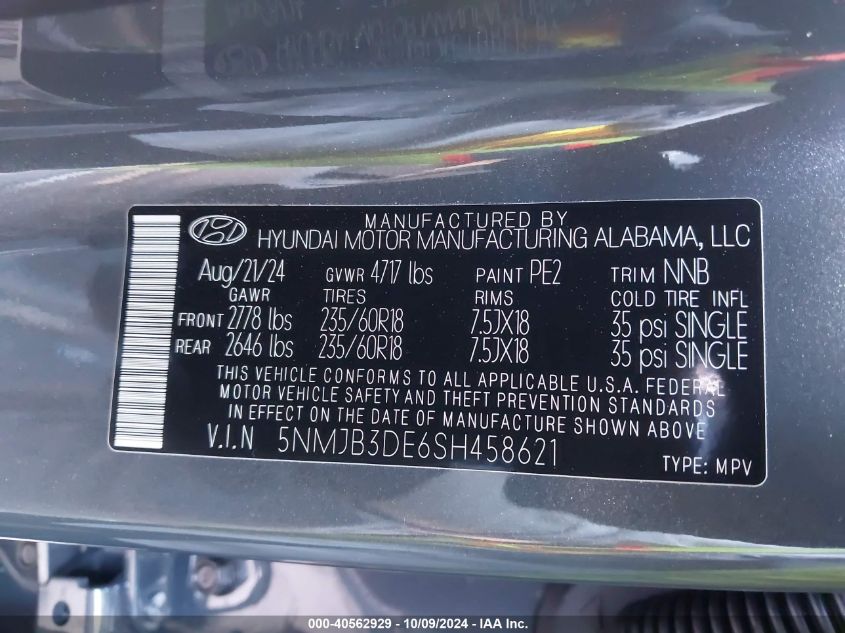 MANUFACTURED BY
HYUNDAI MOTOR MANUFACTURING ALABAMA, LLC
Aug/21/24 GVWR 4717 lbs PAINT PE2 TRIM NNB
GAWR TIRES RIMS COLD TIRE INFL
FRONT 2778 lbs 235/60R18 7.5JX18 35 psi SINGLE
REAR 2646 lbs 235/60R18 7.5JX18 35 psi SINGLE
THIS VEHICLE CONFORMS TO ALL APPLICABLE U.S.A. FEDERAL
MOTOR VEHICLE SAFETY AND THEFT PREVENTION STANDARDS
IN EFFECT ON THE DATE OF MANUFACTURE SHOWN ABOVE
V.I.N 5NMJB3DE6SH458621
TYPE: MPV
000-40562929 - 10/09/2024 - IAA Inc.